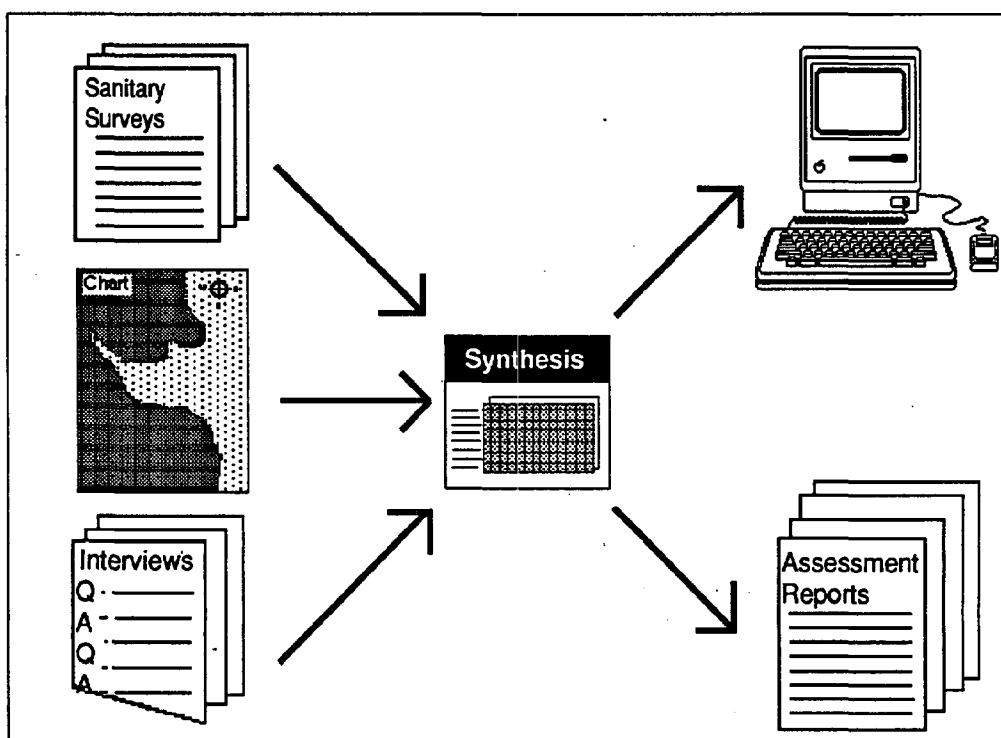 Sanitary
Surveys
Chart
Synthesis
Interviews
Q
A
Q
A
Assessment
Reports